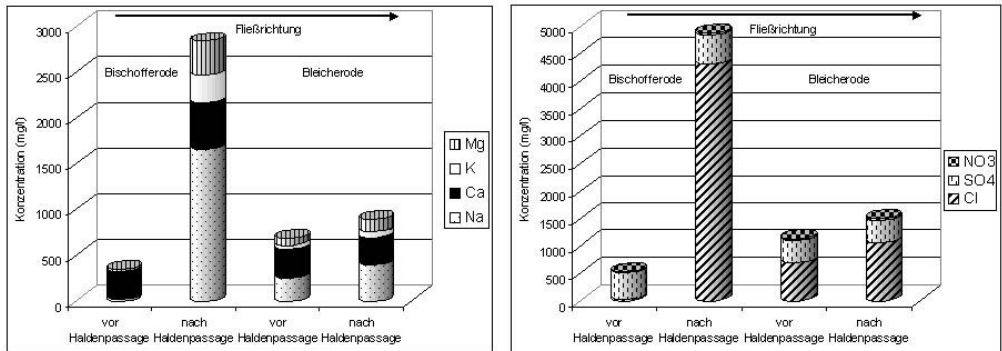 Fließrichtung
Bischofferode
Bleicherode
Konzentration (mg/l)
3000
2500
2000
1500
1000
500
0
vor
Haldenpassage
nach
Haldenpassage
vor
Haldenpassage
nach
Haldenpassage
Mg
K
Ca
Na
Fließrichtung
Bischofferode
Bleicherode
Konzentration (mg/l)
5000
4500
4000
3500
3000
2500
2000
1500
1000
500
0
vor
Haldenpassage
nach
Haldenpassage
vor
Haldenpassage
nach
Haldenpassage
NO3
SO4
Cl